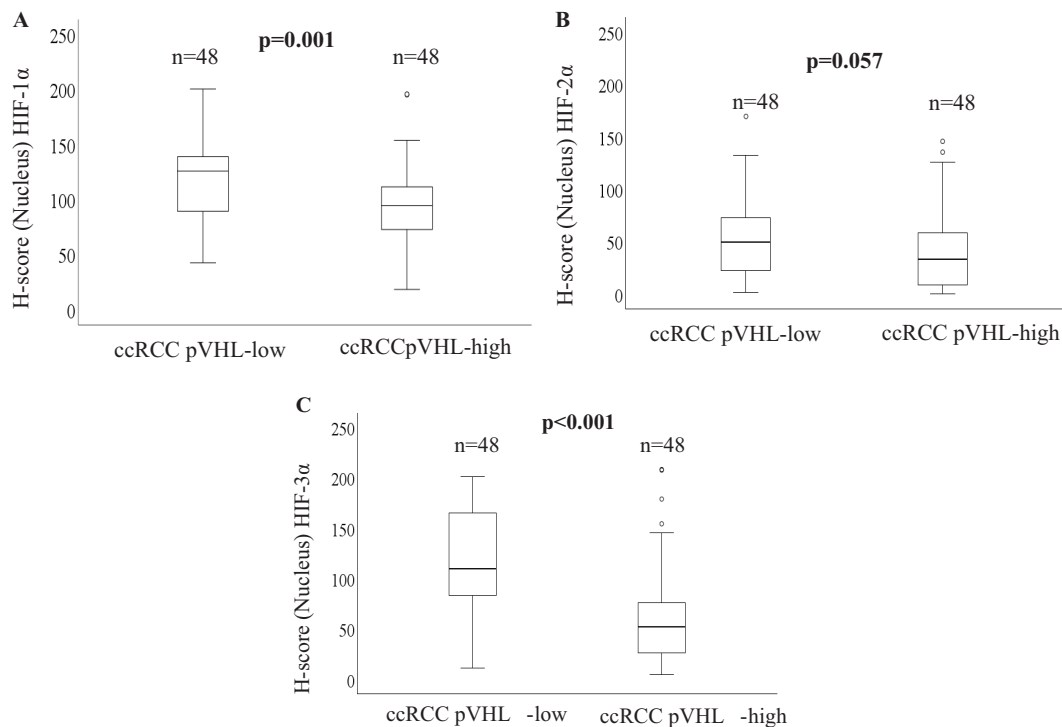 A
250
200
150
100
50
0
H-score (Nucleus) HIF-1α
n=48
p=0.001
n=48
ccRCC pVHL-low
ccRCCpVHL-high
B
250
200
150
100
50
0
H-score (Nucleus) HIF-2α
p=0.057
n=48
n=48
ccRCC pVHL-low
ccRCC pVHL-high
C
250
200
150
100
50
0
H-score (Nucleus) HIF-3α
p<0.001
n=48
n=48
ccRCC pVHL -low
ccRCC pVHL -high